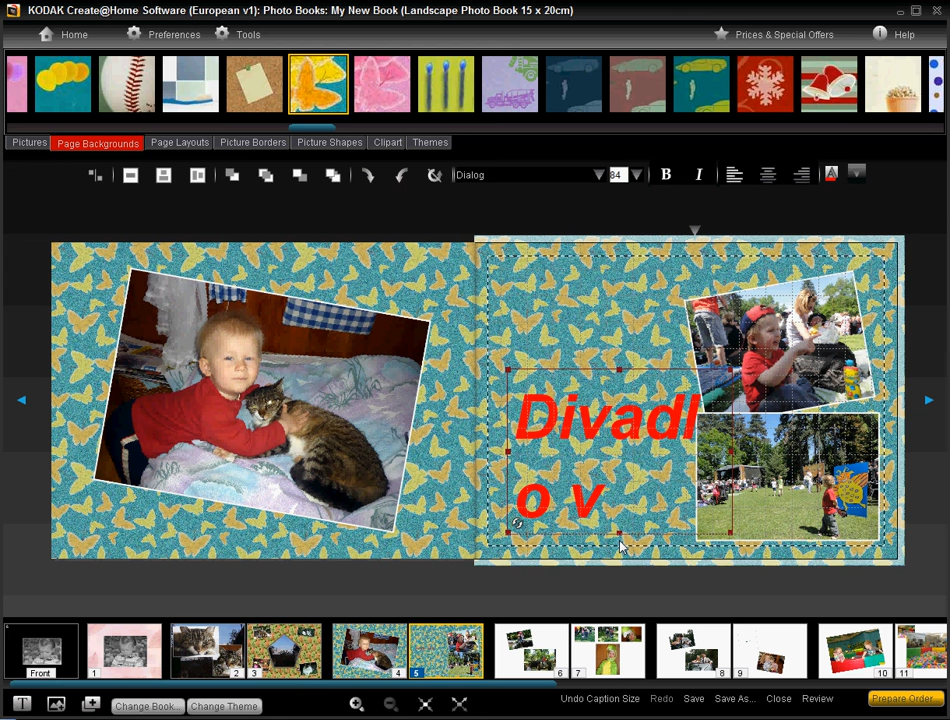 KODAK Create@Home Software (European v1): Photo Books: My New Book (Landscape Photo Book 15 x 20cm)
Home Preferences Tools Prices & Special Offers Help
Pictures Page Backgrounds Page Layouts Picture Borders Picture Shapes Clipart Themes
Dialog 84 B I A
Divadl
o v
Front 1 2 3 4 5 6 7 8 9 10 11
T Change Book... Change Theme Undo Caption Size Redo Save Save As... Close Review Prepare Order...